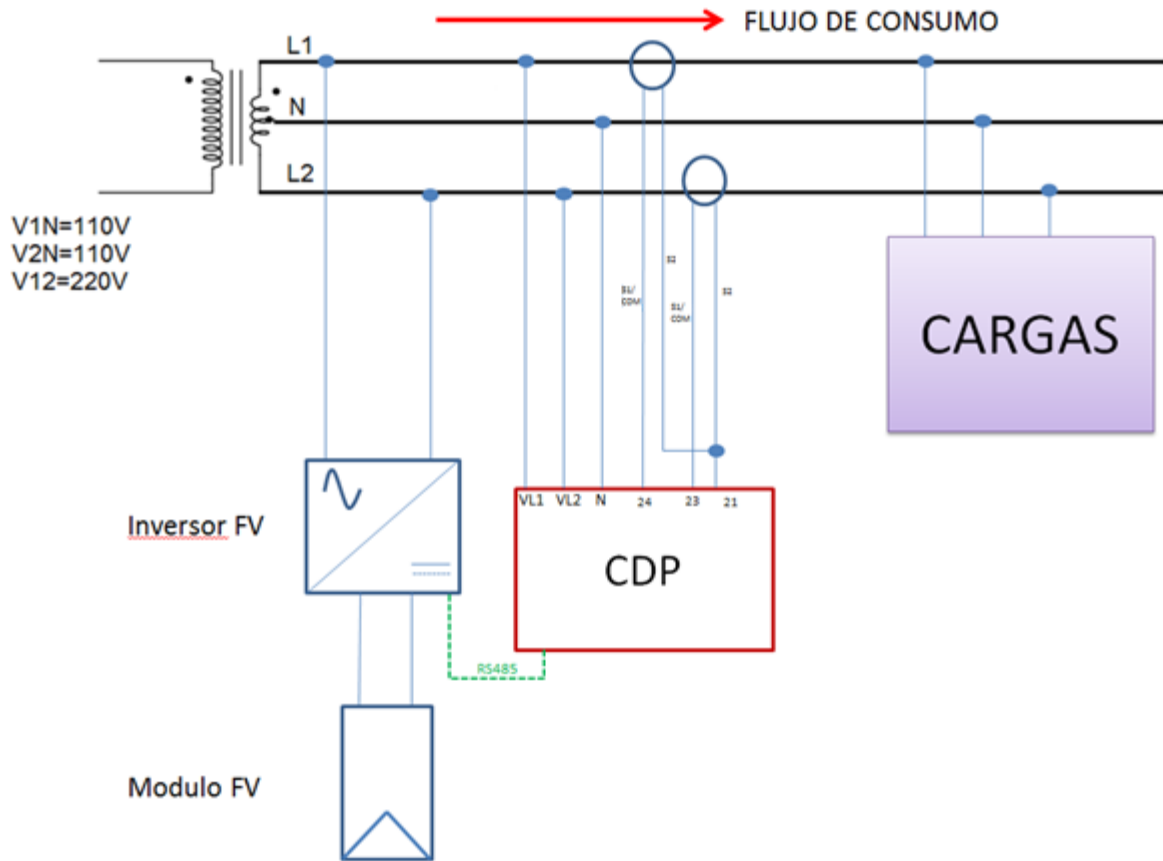 FLUJO DE CONSUMO
L1
N
L2
V1N=110V
V2N=110V
V12=220V
S2
S1/
COM
S1/
COM
S2
CARGAS
VL1 VL2 N 24 23 21
CDP
Inversor FV
RS485
Modulo FV